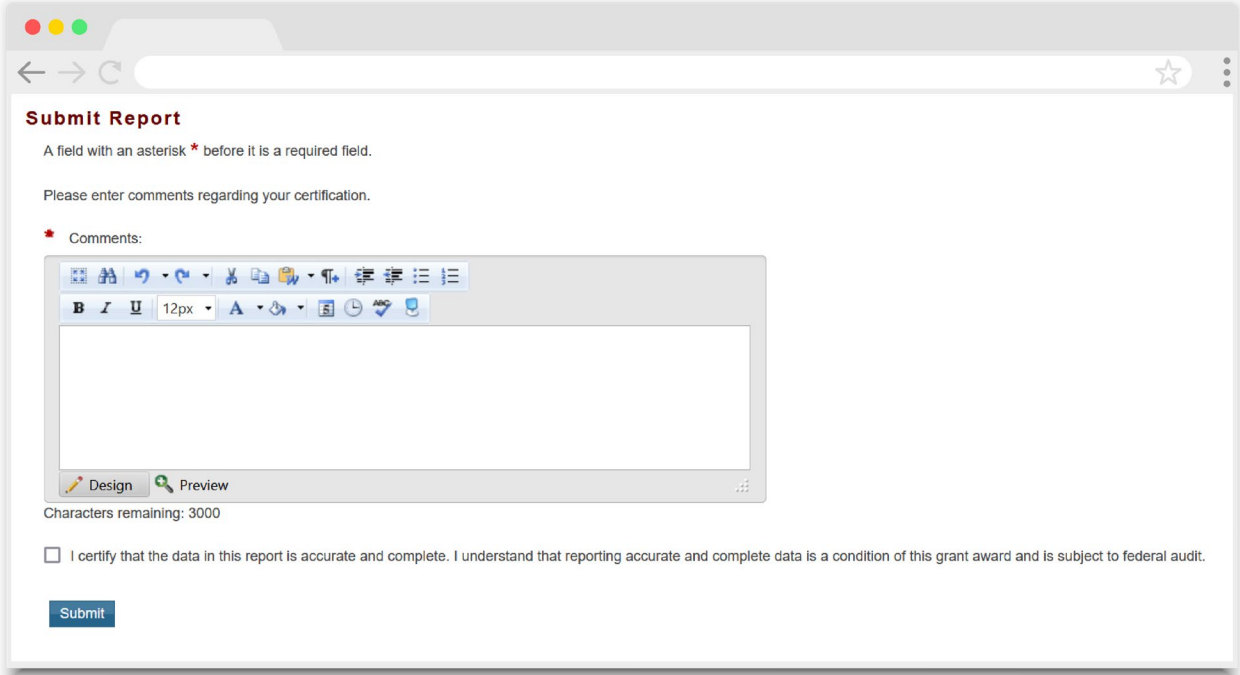 Submit Report
A field with an asterisk * before it is a required field.
Please enter comments regarding your certification.
* Comments:
B I U 12px A
Design Preview
Characters remaining: 3000
I certify that the data in this report is accurate and complete. I understand that reporting accurate and complete data is a condition of this grant award and is subject to federal audit.
Submit